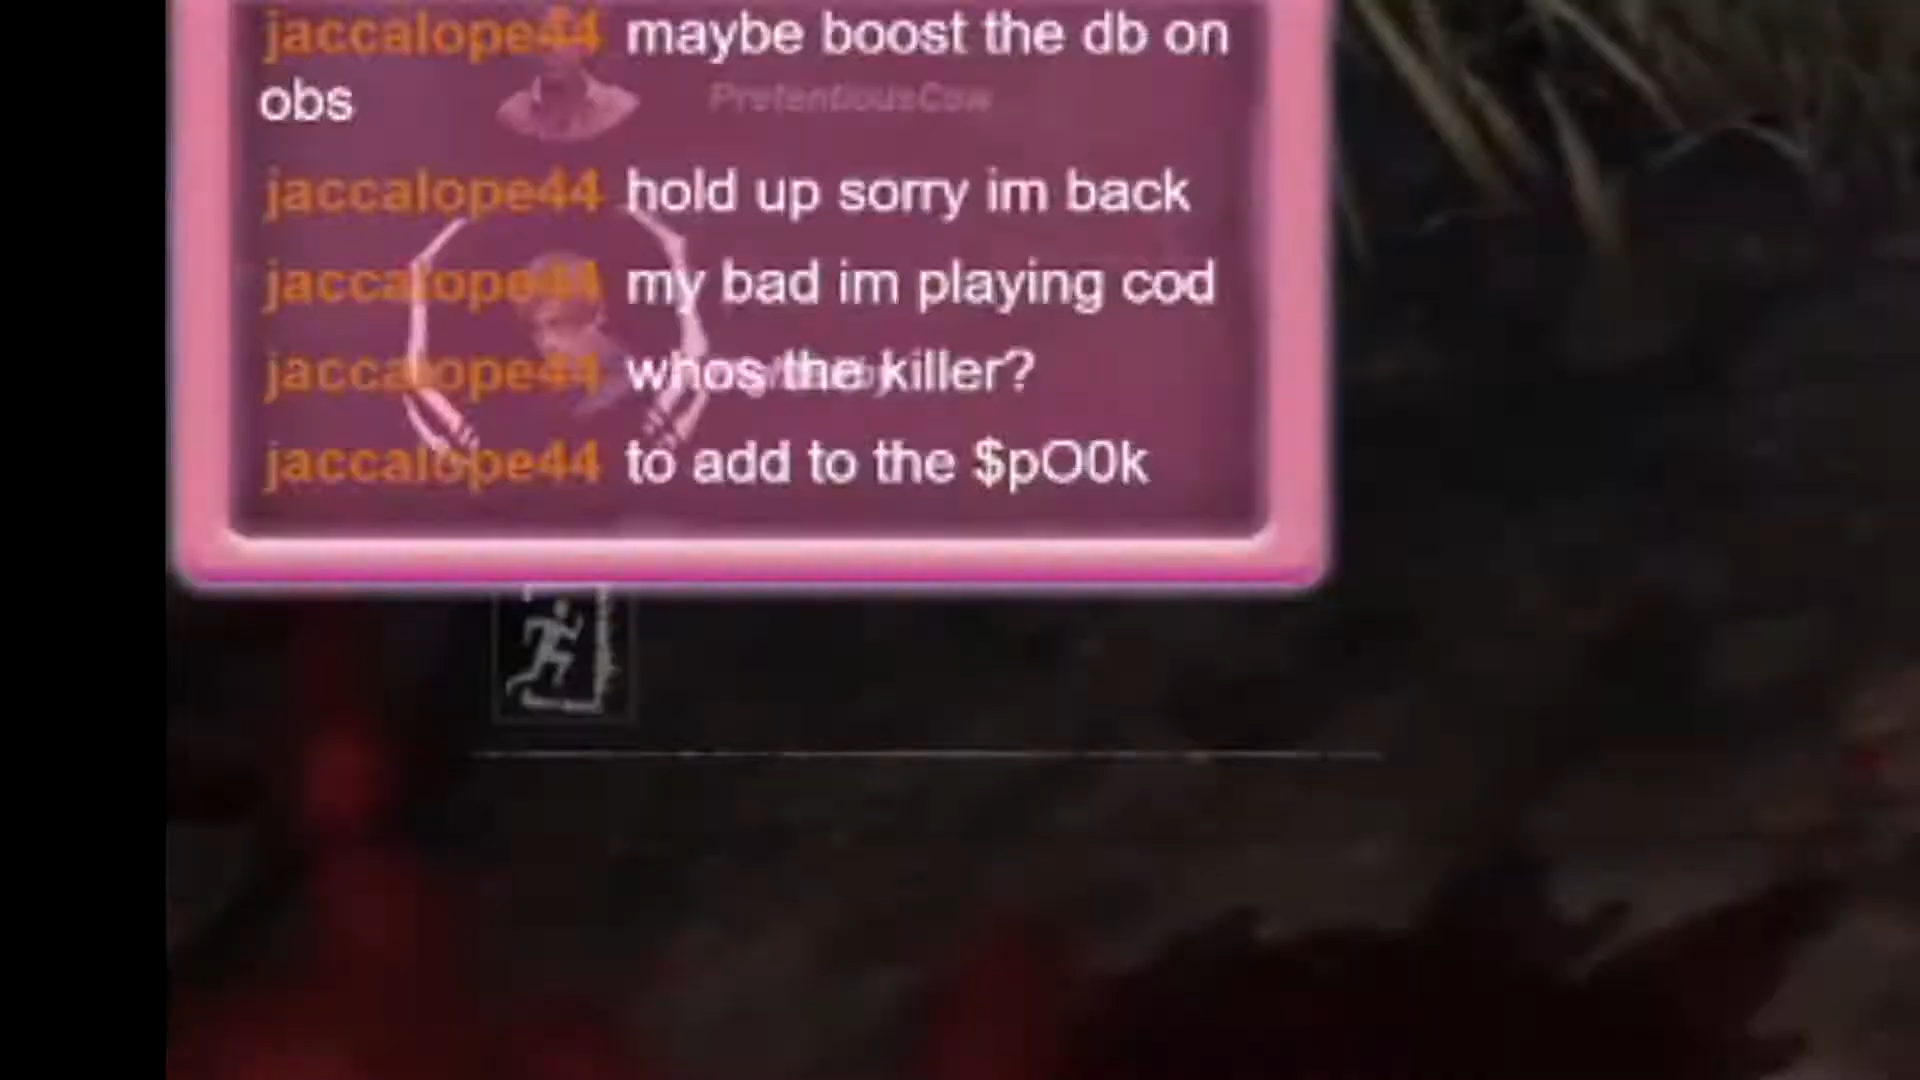 jaccalope44 maybe boost the db on
obs
PretentiousCow
jaccalope44 hold up sorry im back
jaccalope44 my bad im playing cod
jaccalope44 whos the killer?
jaccalope44 to add to the $pO0k